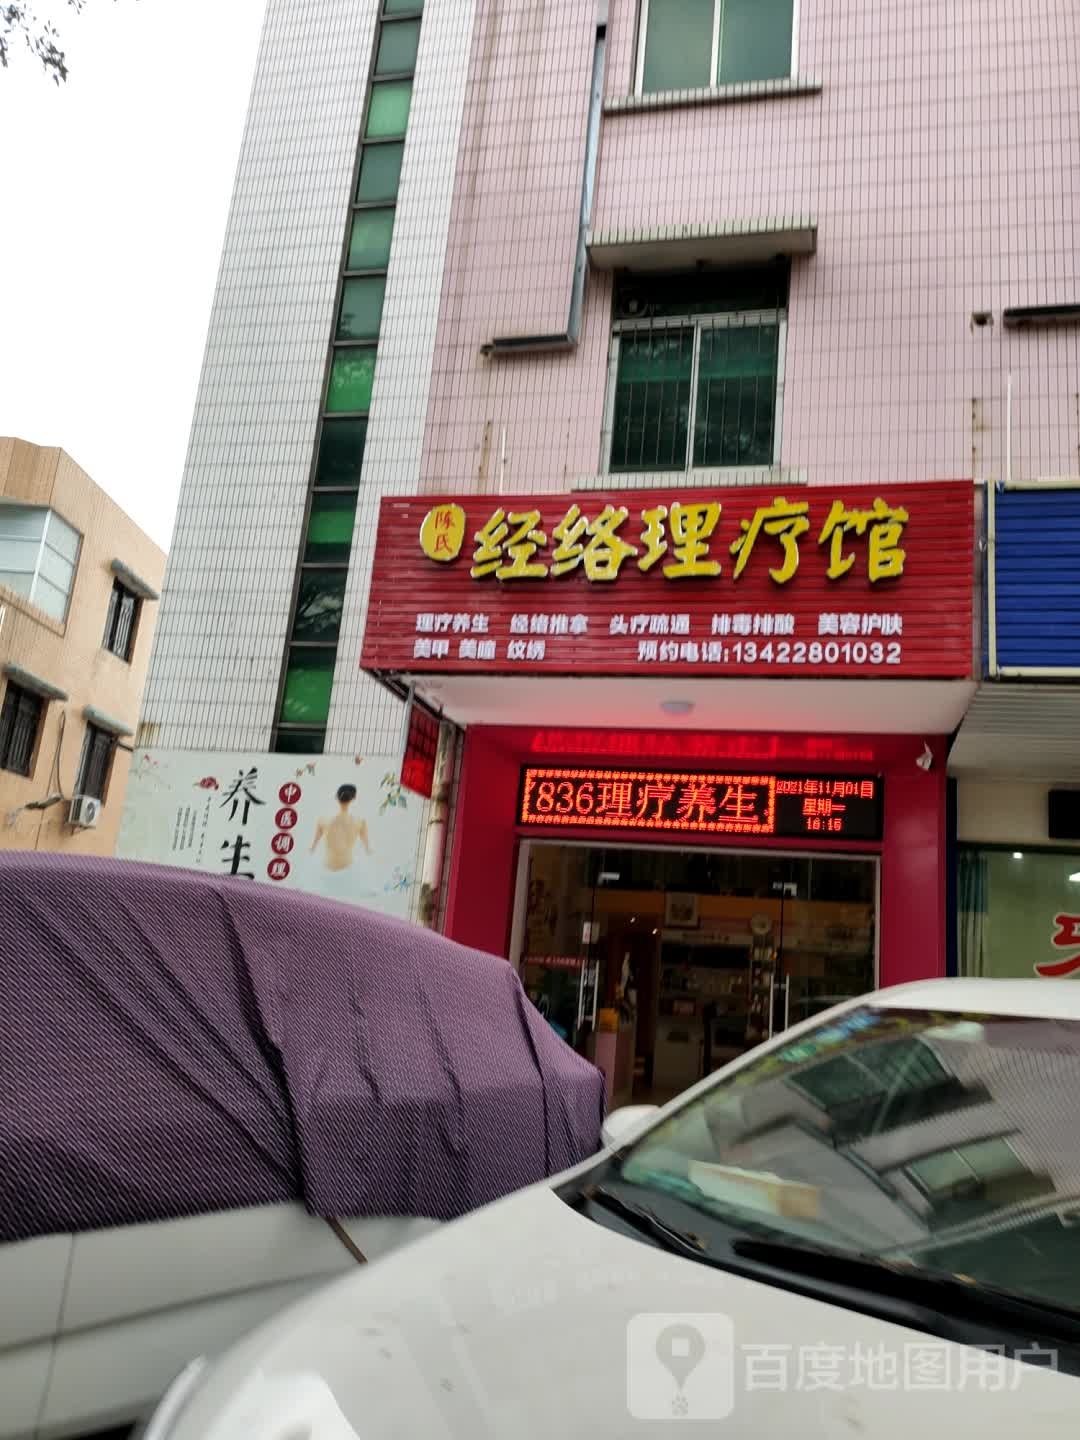 陈氏
经络理疗馆
理疗养生 经络推拿 头疗疏通 排毒排酸 美容护肤
美甲 美瞳 纹绣 预约电话:13422801032
836理疗养生
2021年11月01日
星期一
16:16
养生
中医调理
百度地图用户